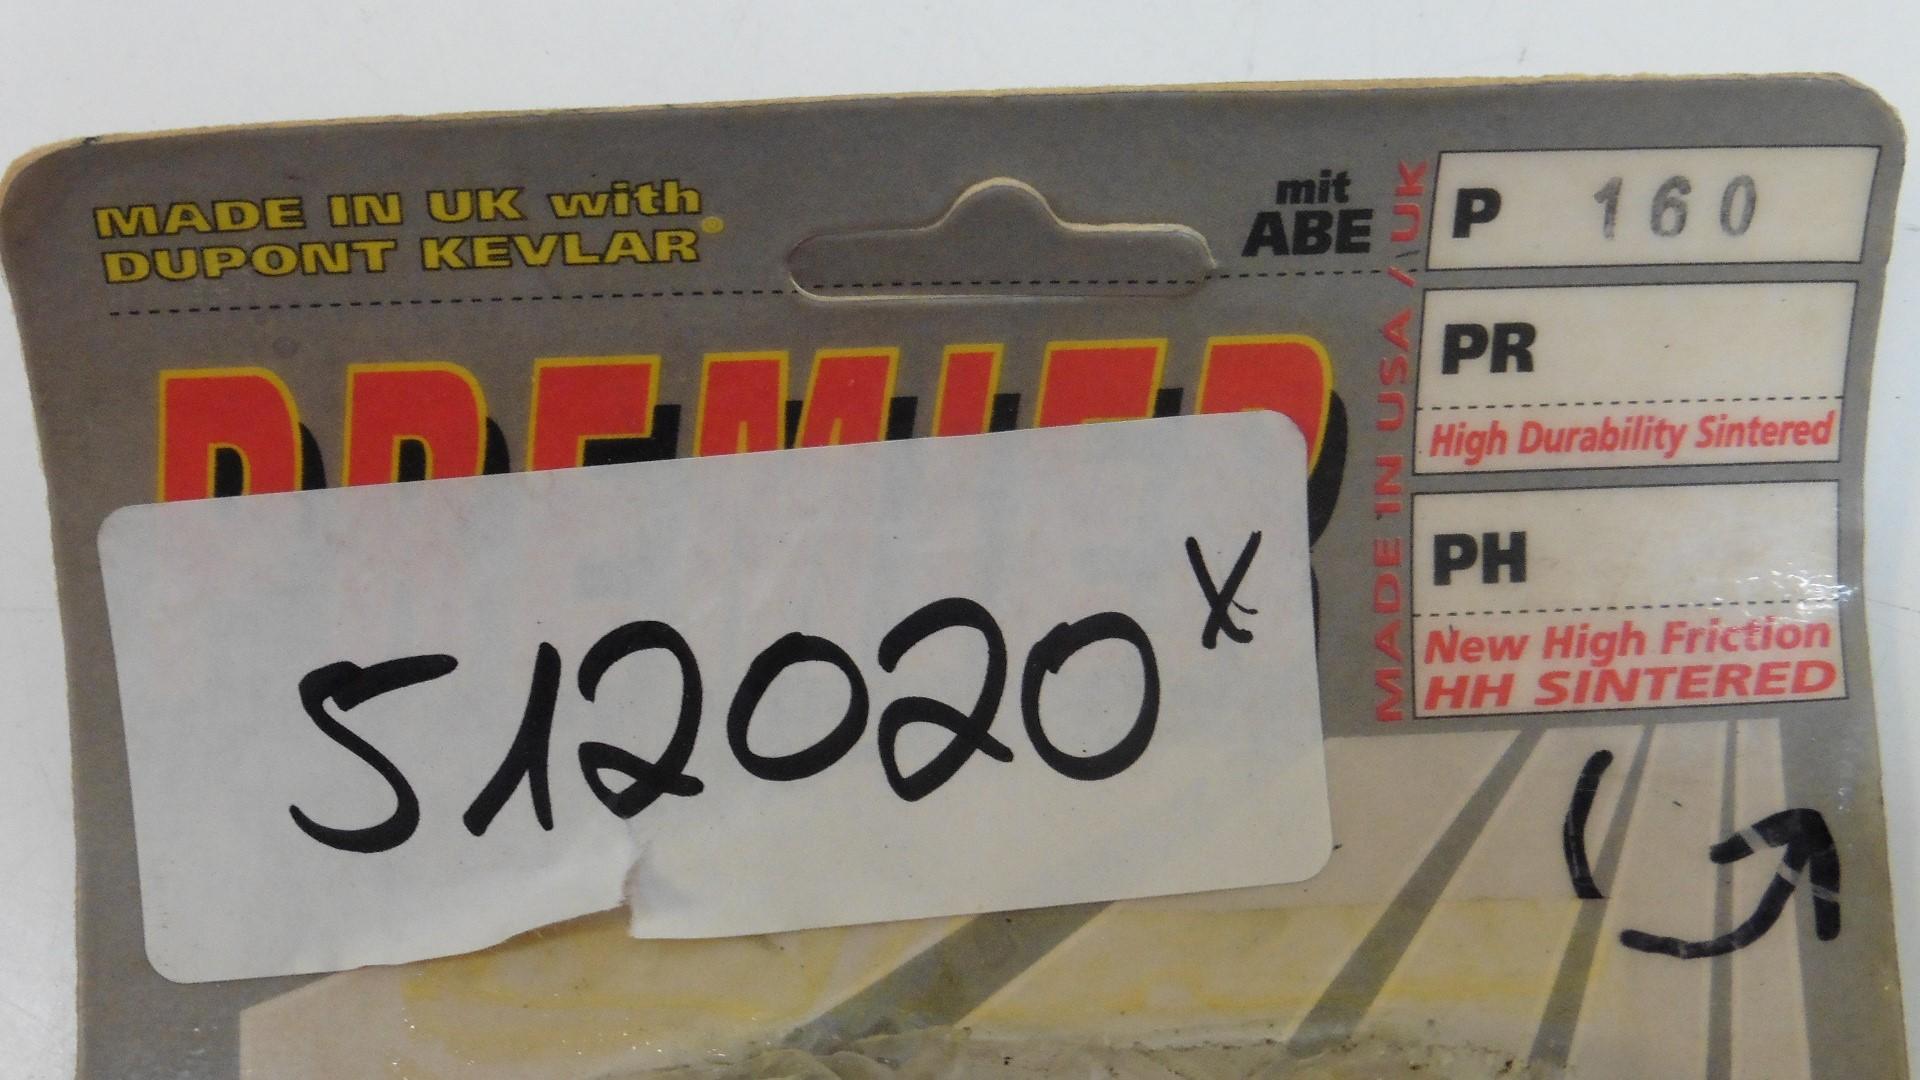 MADE IN UK with
DUPONT KEVLAR®
mit
ABE
MADE IN USA / UK
P 160
PR
High Durability Sintered
PH
New High Friction
HH SINTERED
PREMIER
512020 x